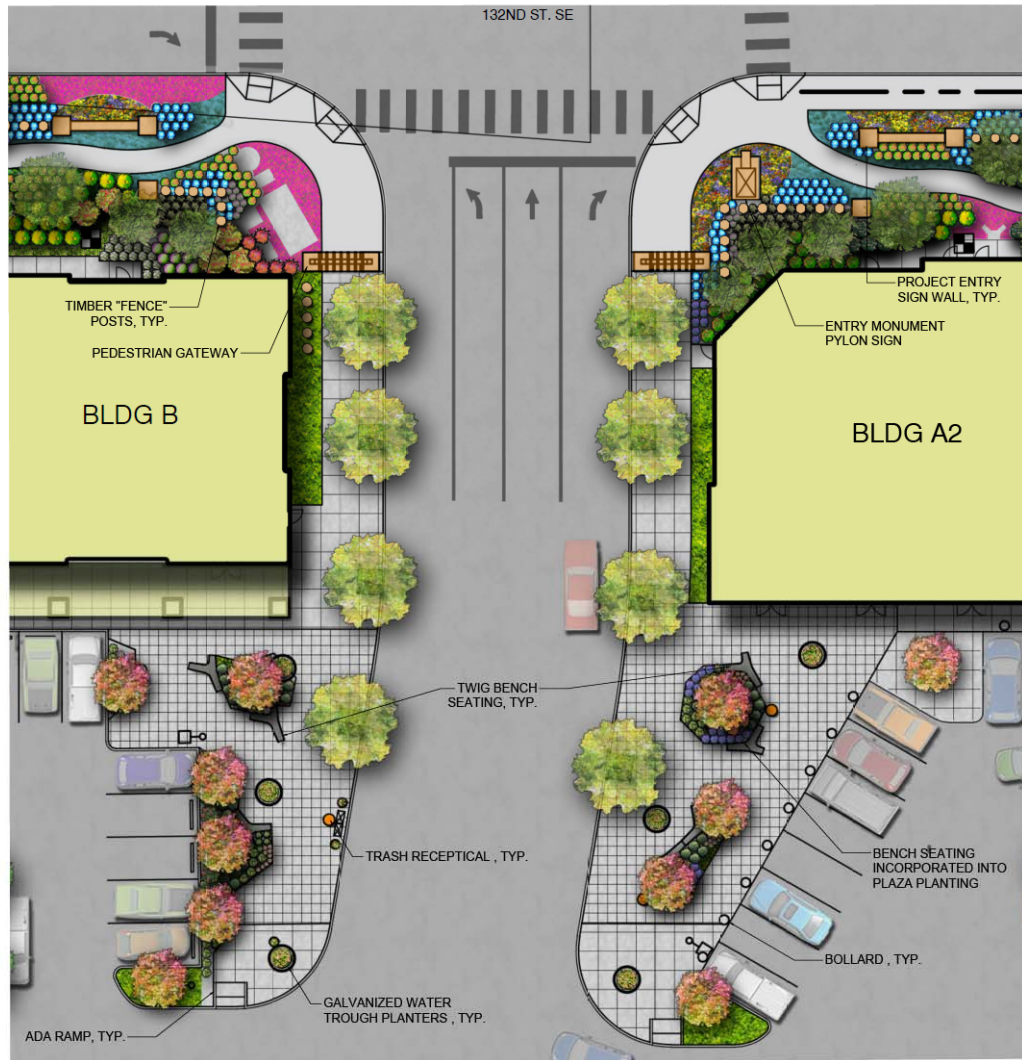 132ND ST. SE
TIMBER "FENCE"
POSTS, TYP.
PEDESTRIAN GATEWAY
PROJECT ENTRY
SIGN WALL, TYP.
ENTRY MONUMENT
PYLON SIGN
BLDG B
BLDG A2
TWIG BENCH
SEATING, TYP.
TRASH RECEPTICAL , TYP.
BENCH SEATING
INCORPORATED INTO
PLAZA PLANTING
BOLLARD , TYP.
GALVANIZED WATER
TROUGH PLANTERS , TYP.
ADA RAMP, TYP.